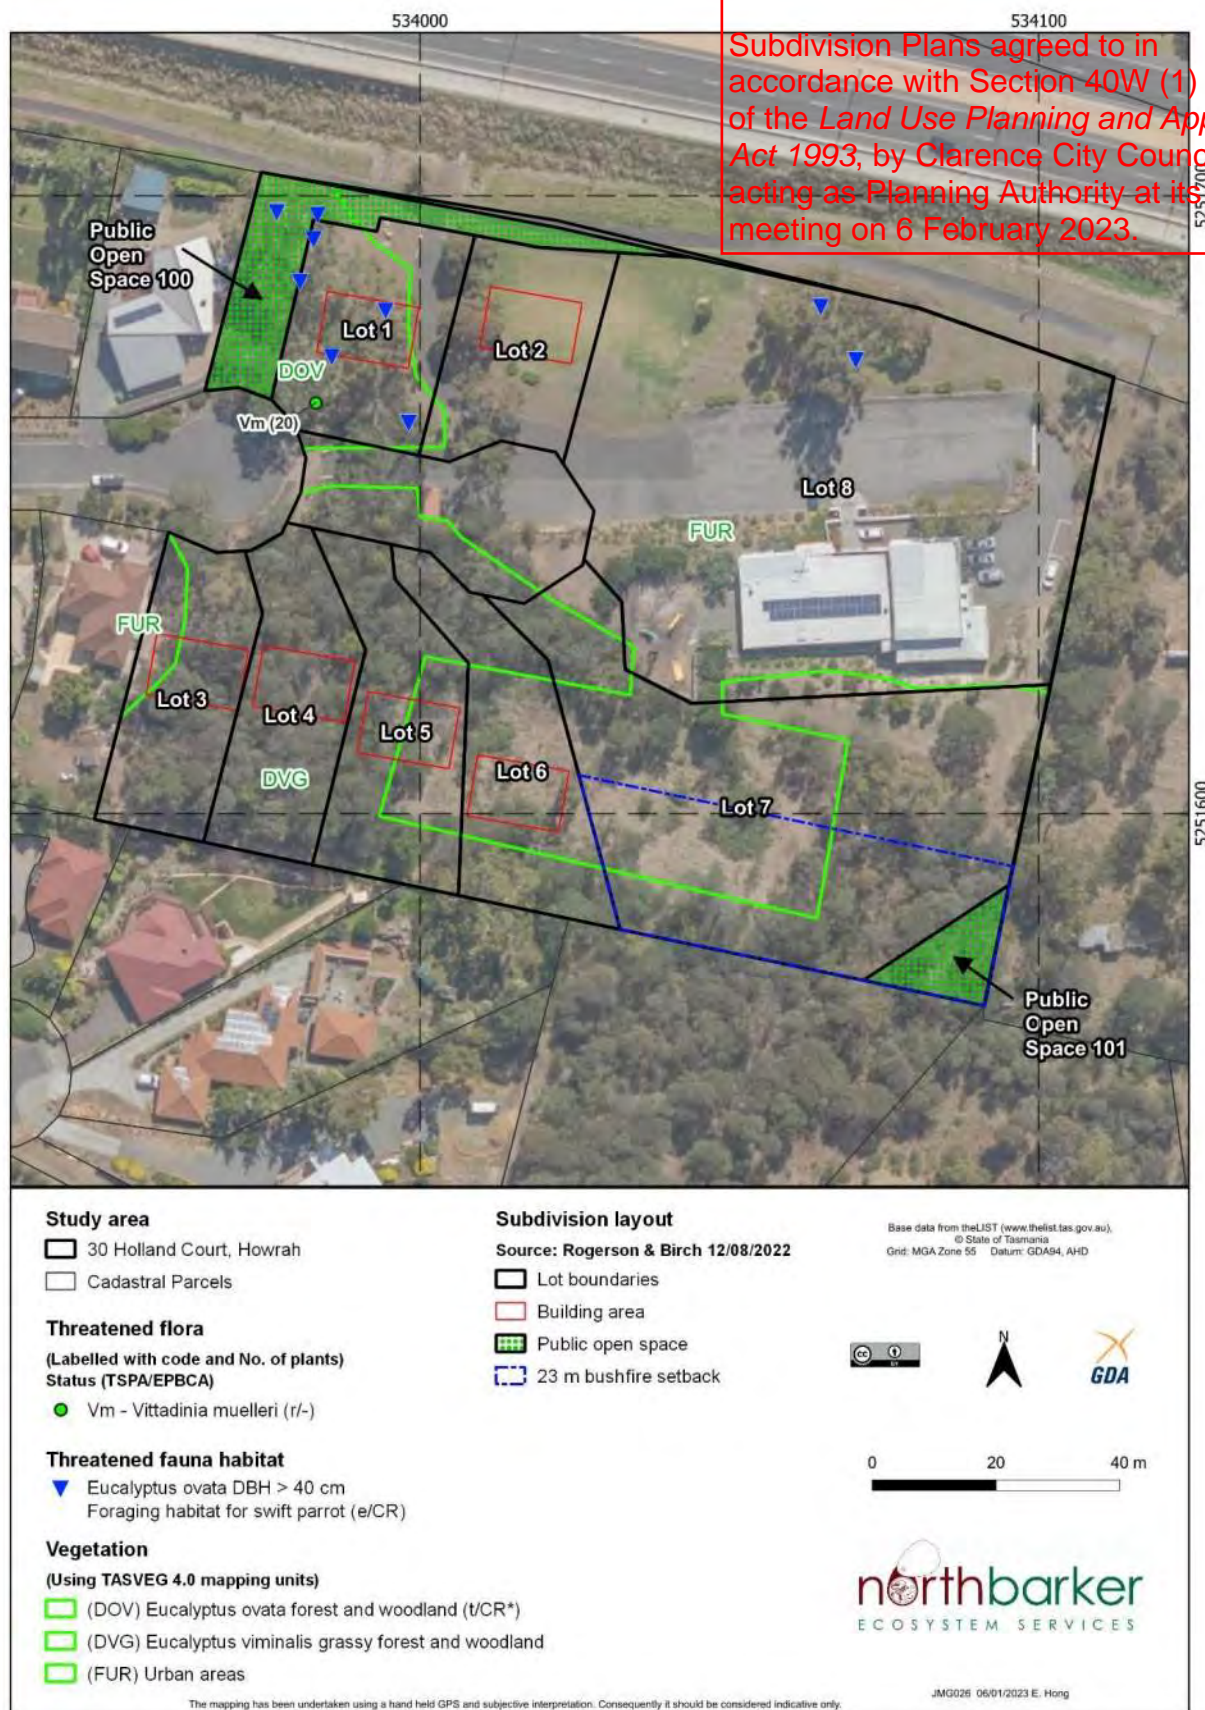 534000
534100
Subdivision Plans agreed to in
accordance with Section 40W (1)
of the Land Use Planning and App
Act 1993, by Clarence City Counc
acting as Planning Authority at its
meeting on 6 February 2023.
5251700
Public
Open
Space 100
Lot 1
Lot 2
DOV
Vm (20)
Lot 8
FUR
FUR
Lot 3
Lot 4
Lot 5
Lot 6
DVG
Lot 7
5251600
Public
Open
Space 101
Study area
30 Holland Court, Howrah
Cadastral Parcels
Threatened flora
(Labelled with code and No. of plants)
Status (TSPA/EPBCA)
Vm - Vittadinia muelleri (r/-)
Threatened fauna habitat
Eucalyptus ovata DBH > 40 cm
Foraging habitat for swift parrot (e/CR)
Vegetation
(Using TASVEG 4.0 mapping units)
(DOV) Eucalyptus ovata forest and woodland (t/CR*)
(DVG) Eucalyptus viminalis grassy forest and woodland
(FUR) Urban areas
Subdivision layout
Source: Rogerson & Birch 12/08/2022
Lot boundaries
Building area
Public open space
23 m bushfire setback
Base data from theLIST (www.thelist.tas.gov.au),
© State of Tasmania
Grid: MGA Zone 55 Datum: GDA94, AHD
cc
BY
N
GDA
0 20 40 m
northbarker
ECOSYSTEM SERVICES
JMG026 06/01/2023 E. Hong
The mapping has been undertaken using a hand held GPS and subjective interpretation. Consequently it should be considered indicative only.